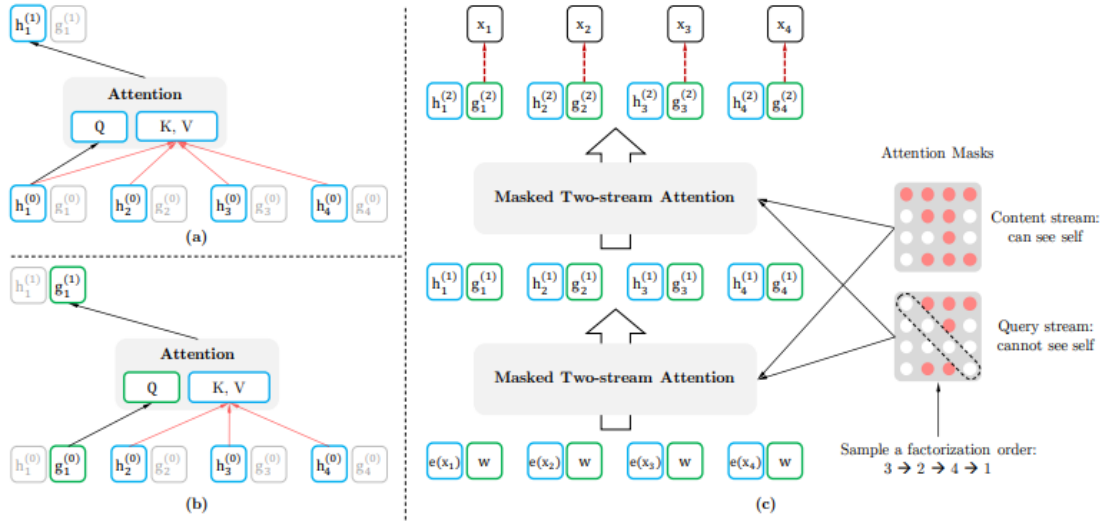 h₁⁽¹⁾ g₁⁽¹⁾
Attention
Q K, V
h₁⁽⁰⁾ g₁⁽⁰⁾ h₂⁽⁰⁾ g₂⁽⁰⁾ h₃⁽⁰⁾ g₃⁽⁰⁾ h₄⁽⁰⁾ g₄⁽⁰⁾
(a)
h₁⁽¹⁾ g₁⁽¹⁾
Attention
Q K, V
h₁⁽⁰⁾ g₁⁽⁰⁾ h₂⁽⁰⁾ g₂⁽⁰⁾ h₃⁽⁰⁾ g₃⁽⁰⁾ h₄⁽⁰⁾ g₄⁽⁰⁾
(b)
x₁ x₂ x₃ x₄
h₁⁽²⁾ g₁⁽²⁾ h₂⁽²⁾ g₂⁽²⁾ h₃⁽²⁾ g₃⁽²⁾ h₄⁽²⁾ g₄⁽²⁾
Masked Two-stream Attention
h₁⁽¹⁾ g₁⁽¹⁾ h₂⁽¹⁾ g₂⁽¹⁾ h₃⁽¹⁾ g₃⁽¹⁾ h₄⁽¹⁾ g₄⁽¹⁾
Masked Two-stream Attention
e(x₁) w e(x₂) w e(x₃) w e(x₄) w
(c)
Attention Masks
Content stream:
can see self
Query stream:
cannot see self
Sample a factorization order:
3 → 2 → 4 → 1